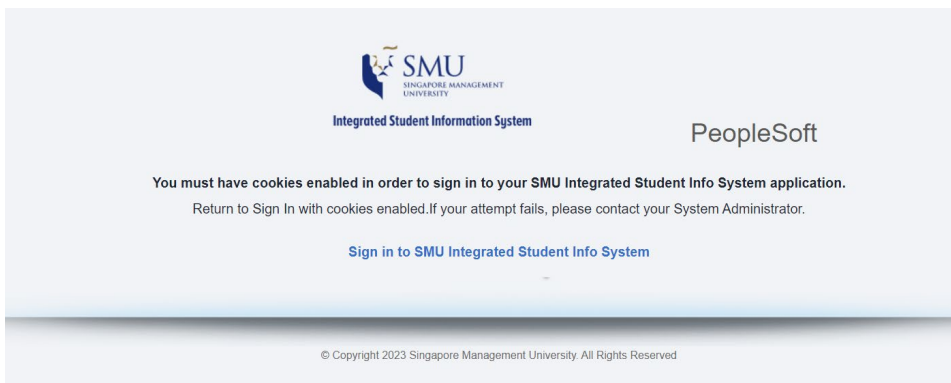 SMU
SINGAPORE MANAGEMENT
UNIVERSITY
Integrated Student Information System
PeopleSoft
You must have cookies enabled in order to sign in to your SMU Integrated Student Info System application.
Return to Sign In with cookies enabled.If your attempt fails, please contact your System Administrator.
Sign in to SMU Integrated Student Info System
© Copyright 2023 Singapore Management University. All Rights Reserved